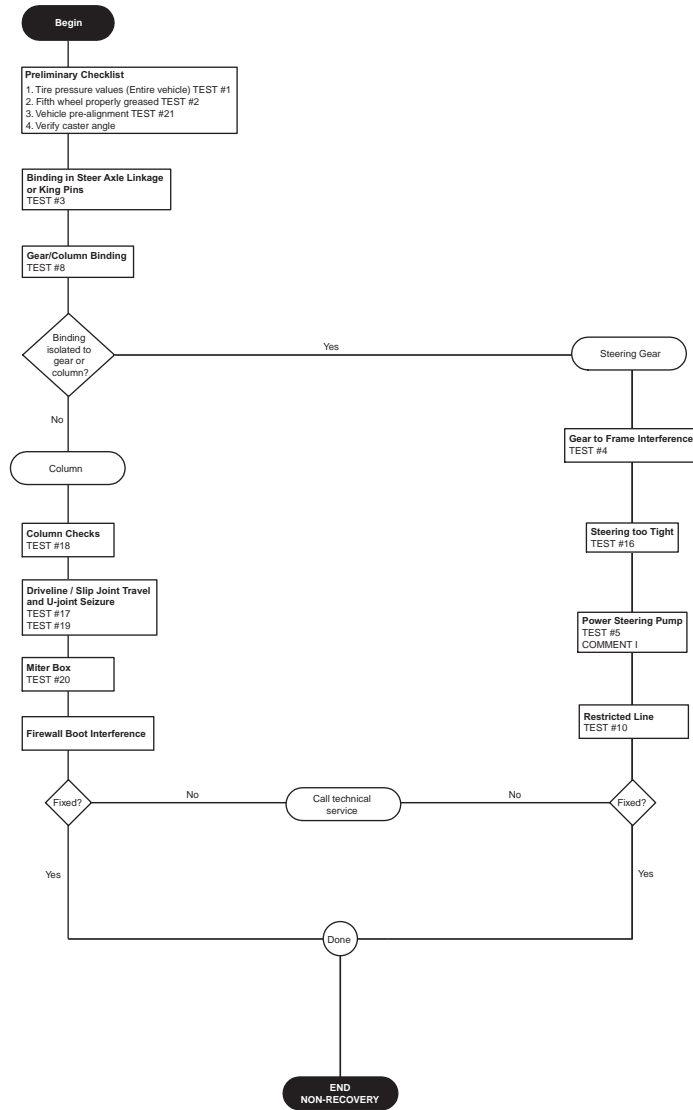 Begin
Preliminary Checklist
1. Tire pressure values (Entire vehicle) TEST #1
2. Fifth wheel properly greased TEST #2
3. Vehicle pre-alignment TEST #21
4. Verify caster angle
Binding in Steer Axle Linkage
or King Pins
TEST #3
Gear/Column Binding
TEST #8
Binding
isolated to
gear or
column?
Yes
Steering Gear
No
Column
Gear to Frame Interference
TEST #4
Column Checks
TEST #18
Steering too Tight
TEST #16
Driveline / Slip Joint Travel
and U-joint Seizure
TEST #17
TEST #19
Power Steering Pump
TEST #5
COMMENT I
Miter Box
TEST #20
Restricted Line
TEST #10
Firewall Boot Interference
Fixed?
No
Call technical
service
No
Fixed?
Yes
Yes
Done
END
NON-RECOVERY